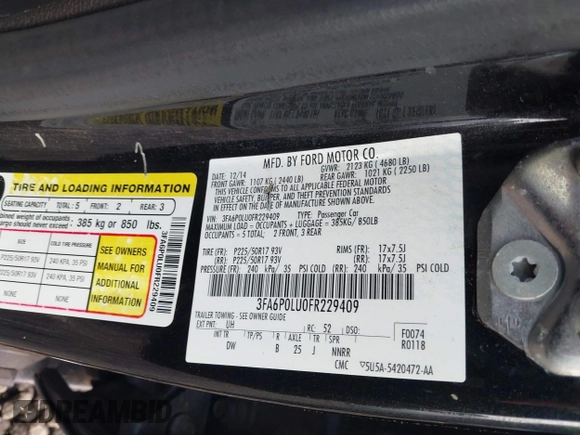 TIRE AND LOADING INFORMATION
SEATING CAPACITY TOTAL: 5 FRONT: 2 REAR: 3
weight of occupants
should never exceed: 385 kg or 850 lbs.
COLD TIRE PRESSURE
P225/50R17 93V 240 KPA, 35 PSI
P225/50R17 93V 240 KPA, 35 PSI
SEE OWNERS
MANUAL FOR
ADDITIONAL
INFORMATION
3FA6P0LU0FR229409
MFD. BY FORD MOTOR CO.
DATE: 12/14 GVWR: 2123 KG (4680 LB)
FRONT GAWR: 1107 KG (2440 LB) REAR GAWR: 1021 KG (2250 LB)
THIS VEHICLE CONFORMS TO ALL APPLICABLE FEDERAL MOTOR
VEHICLE SAFETY, BUMPER, AND THEFT PREVENTION STANDARDS
IN EFFECT ON THE DATE OF MANUFACTURE SHOWN ABOVE.
VIN: 3FA6P0LU0FR229409 TYPE: Passenger Car
MAXIMUM LOAD = OCCUPANTS + LUGGAGE = 385KG/ 850LB
OCCUPANTS = 5 TOTAL: 2 FRONT, 3 REAR
TIRE (FR): P225/50R17 93V RIMS (FR): 17x7.5J
TIRE (RR): P225/50R17 93V (RR): 17x7.5J
PRESSURE (FR): 240 kPa/ 35 PSI COLD (RR): 240 kPa/ 35 PSI COLD
3FA6P0LU0FR229409
TRAILER TOWING - SEE OWNER GUIDE
EXT PNT: UH RC: 52 F0074
INT TR TP/PS R AXLE TR SPR R0118
DW B 25 J NNRR
CMC 5U5A-5420472-AA
DREAMBID